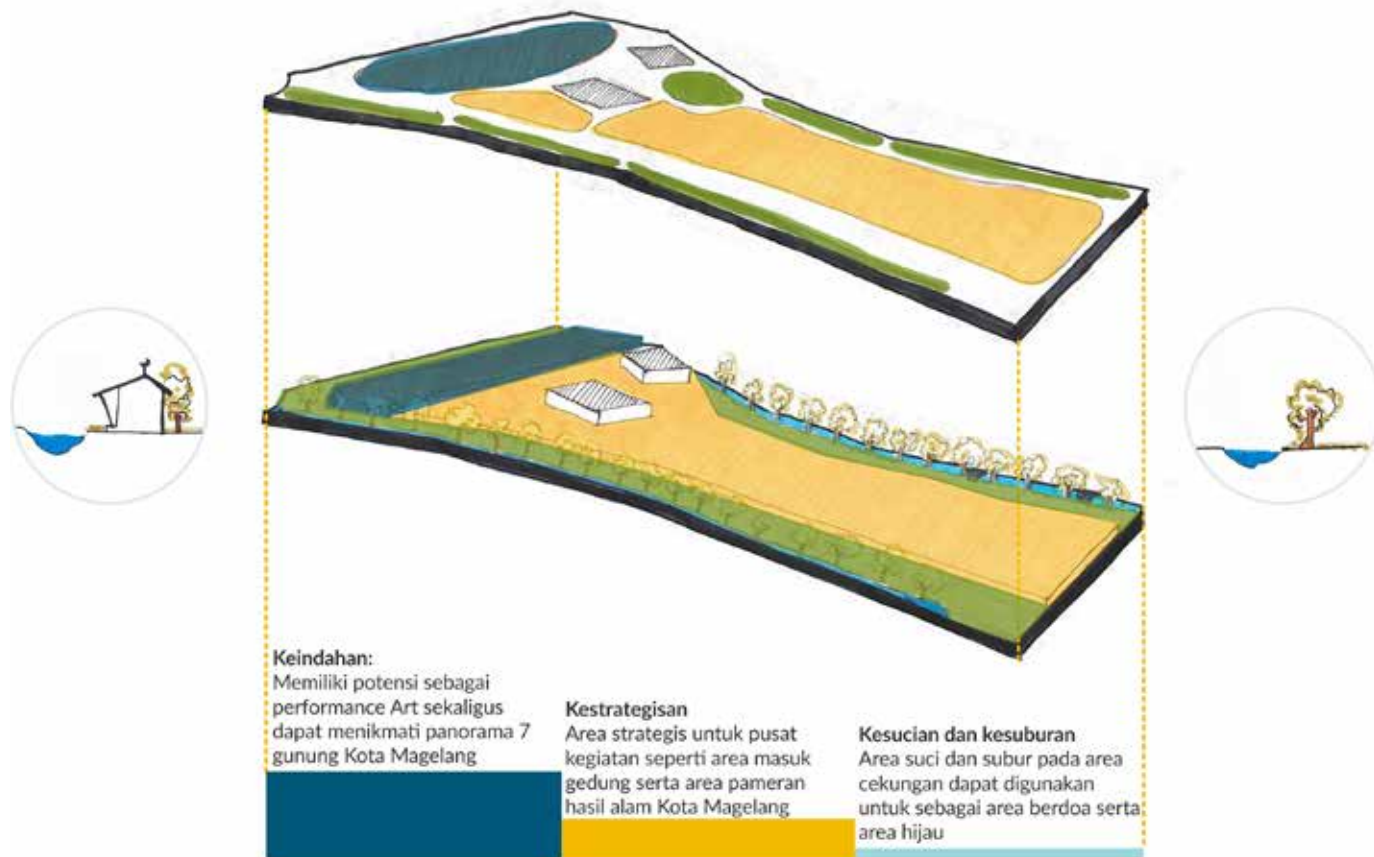 Keindahan:
Memiliki potensi sebagai
performance Art sekaligus
dapat menikmati panorama 7
gunung Kota Magelang
Kestrategisan
Area strategis untuk pusat
kegiatan seperti area masuk
gedung serta area pameran
hasil alam Kota Magelang
Kesucian dan kesuburan
Area suci dan subur pada area
cekungan dapat digunakan
untuk sebagai area berdoa serta
area hijau